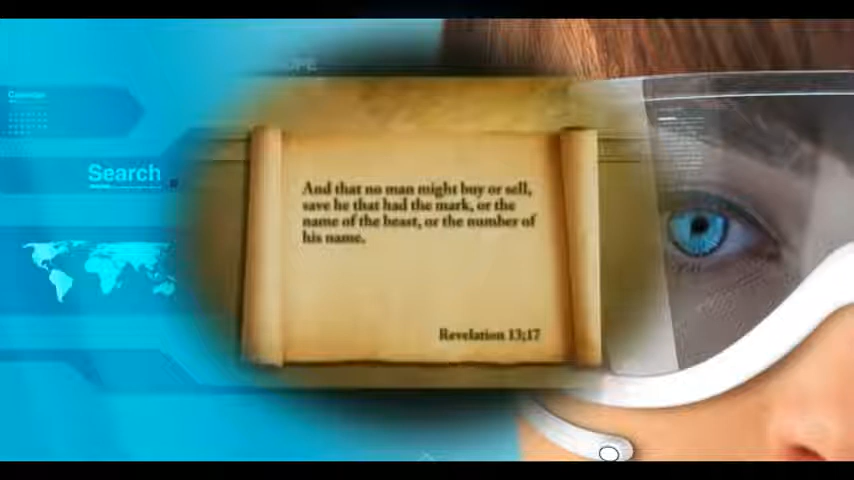 Search
And that no man might buy or sell,
save he that had the mark, or the
name of the beast, or the number of
his name.
Revelation 13;17